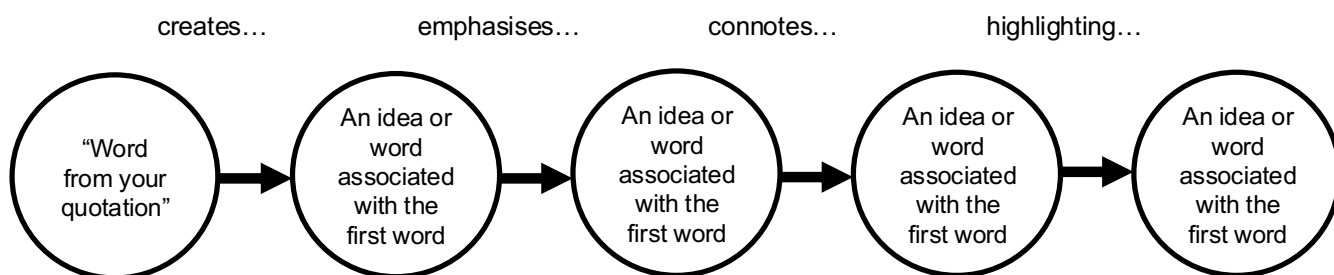 creates…
emphasises…
connotes…
highlighting…
“Word
from your
quotation”
An idea or
word
associated
with the
first word
An idea or
word
associated
with the
first word
An idea or
word
associated
with the
first word
An idea or
word
associated
with the
first word